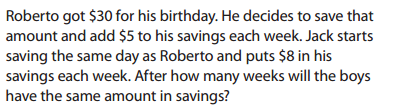 Roberto got $30 for his birthday. He decides to save that
amount and add $5 to his savings each week. Jack starts
saving the same day as Roberto and puts $8 in his
savings each week. After how many weeks will the boys
have the same amount in savings?